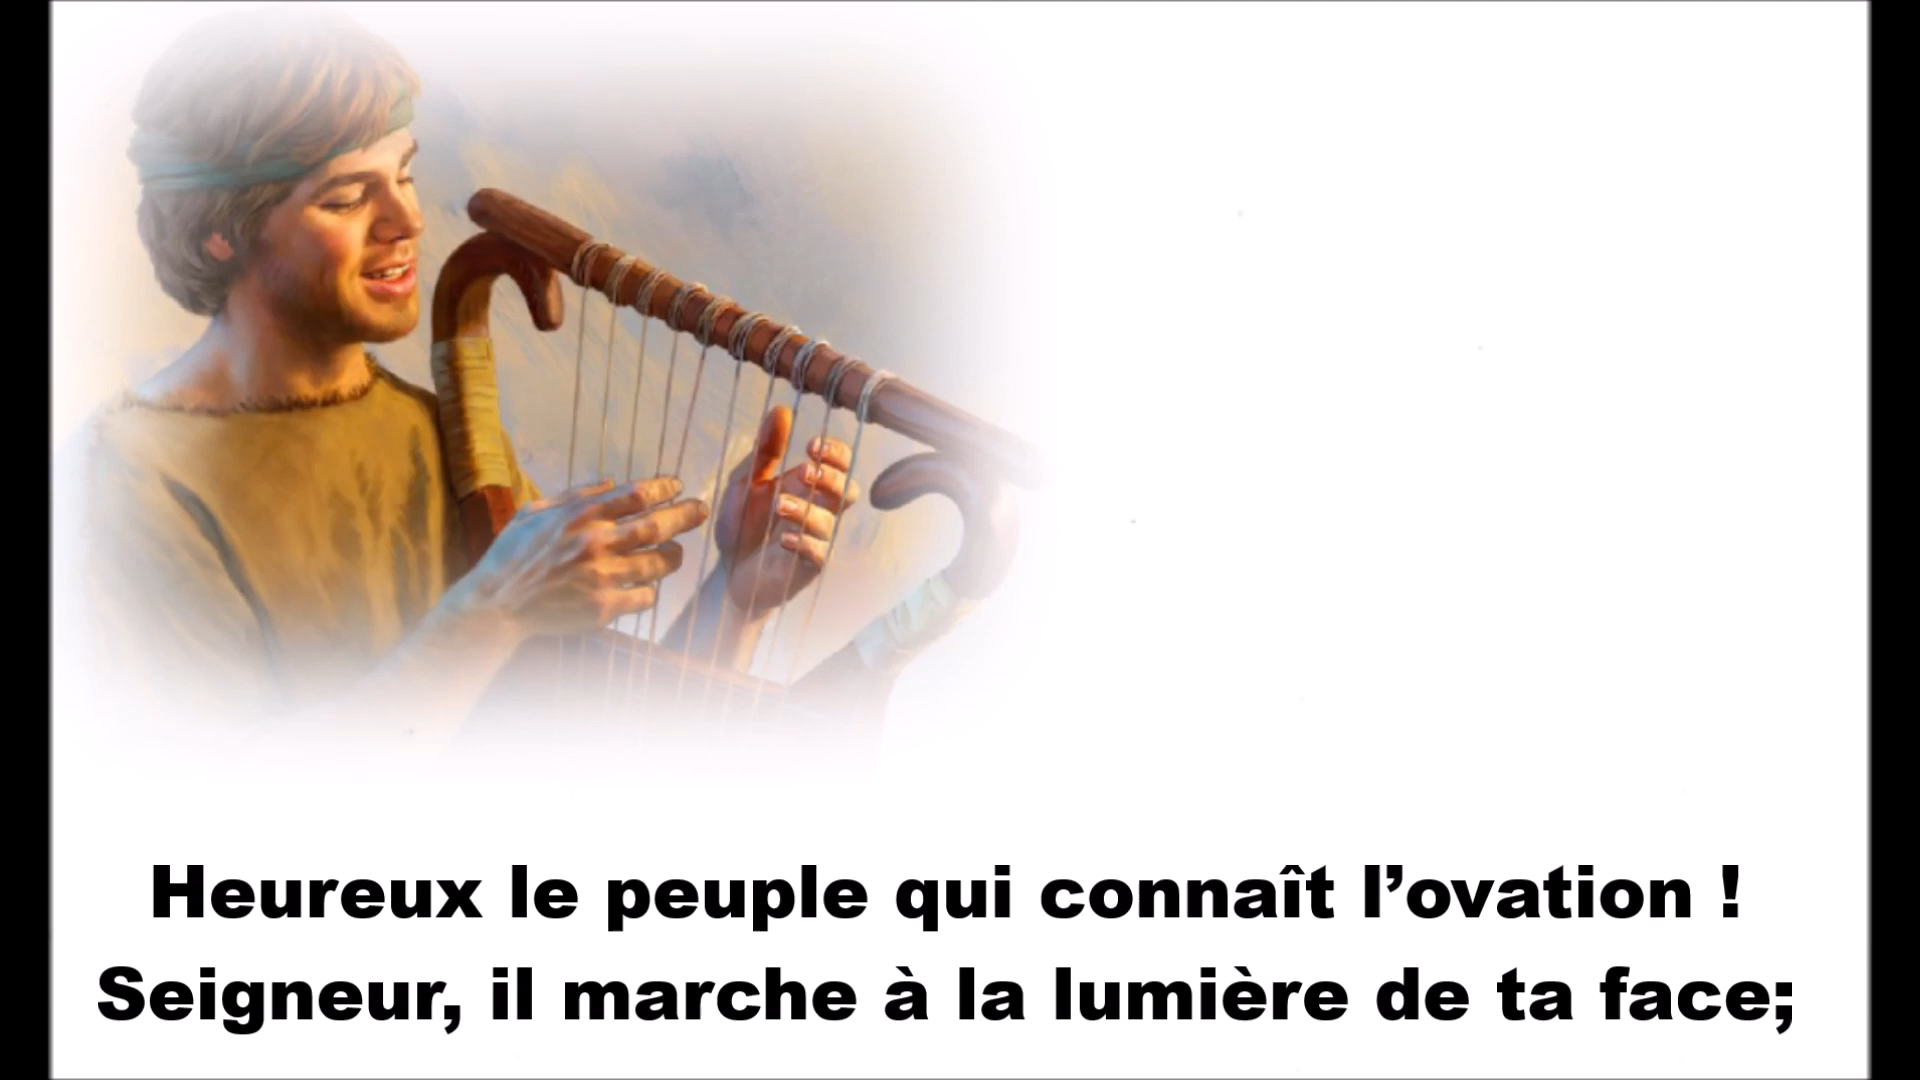 Heureux le peuple qui connaît l’ovation !
Seigneur, il marche à la lumière de ta face;